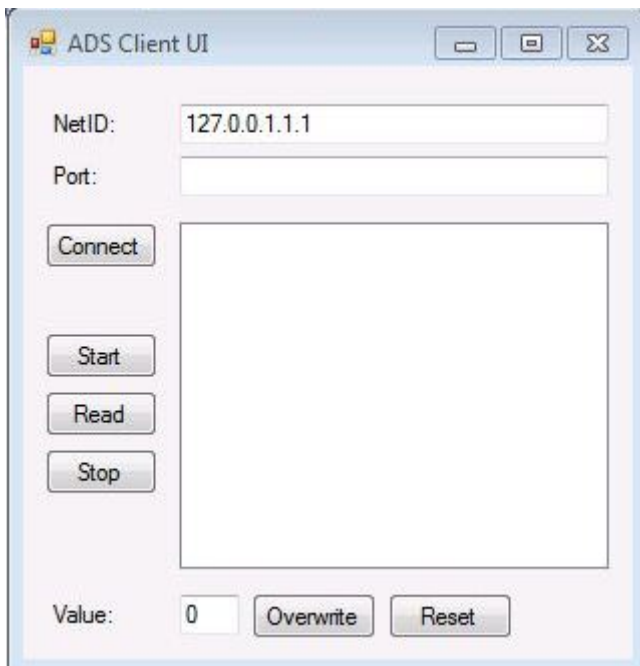 ADS Client UI
NetID: 127.0.0.1.1.1
Port:
Connect
Start
Read
Stop
Value: 0 Overwrite Reset